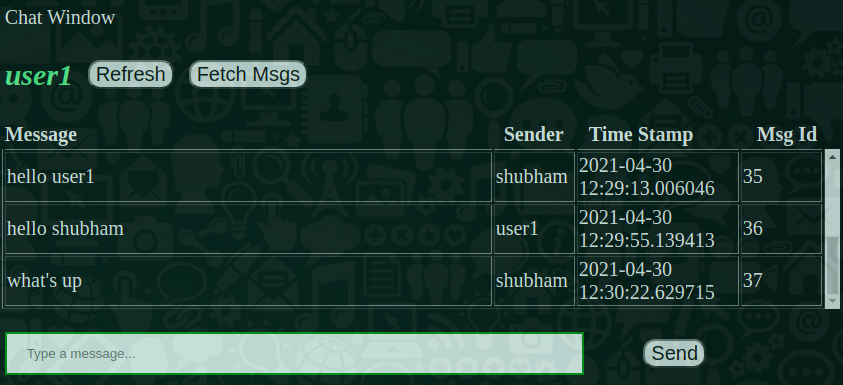 Chat Window
user1 Refresh Fetch Msgs
Message Sender Time Stamp Msg Id
hello user1 shubham 2021-04-30 12:29:13.006046 35
hello shubham user1 2021-04-30 12:29:55.139413 36
what's up shubham 2021-04-30 12:30:22.629715 37
Type a message... Send